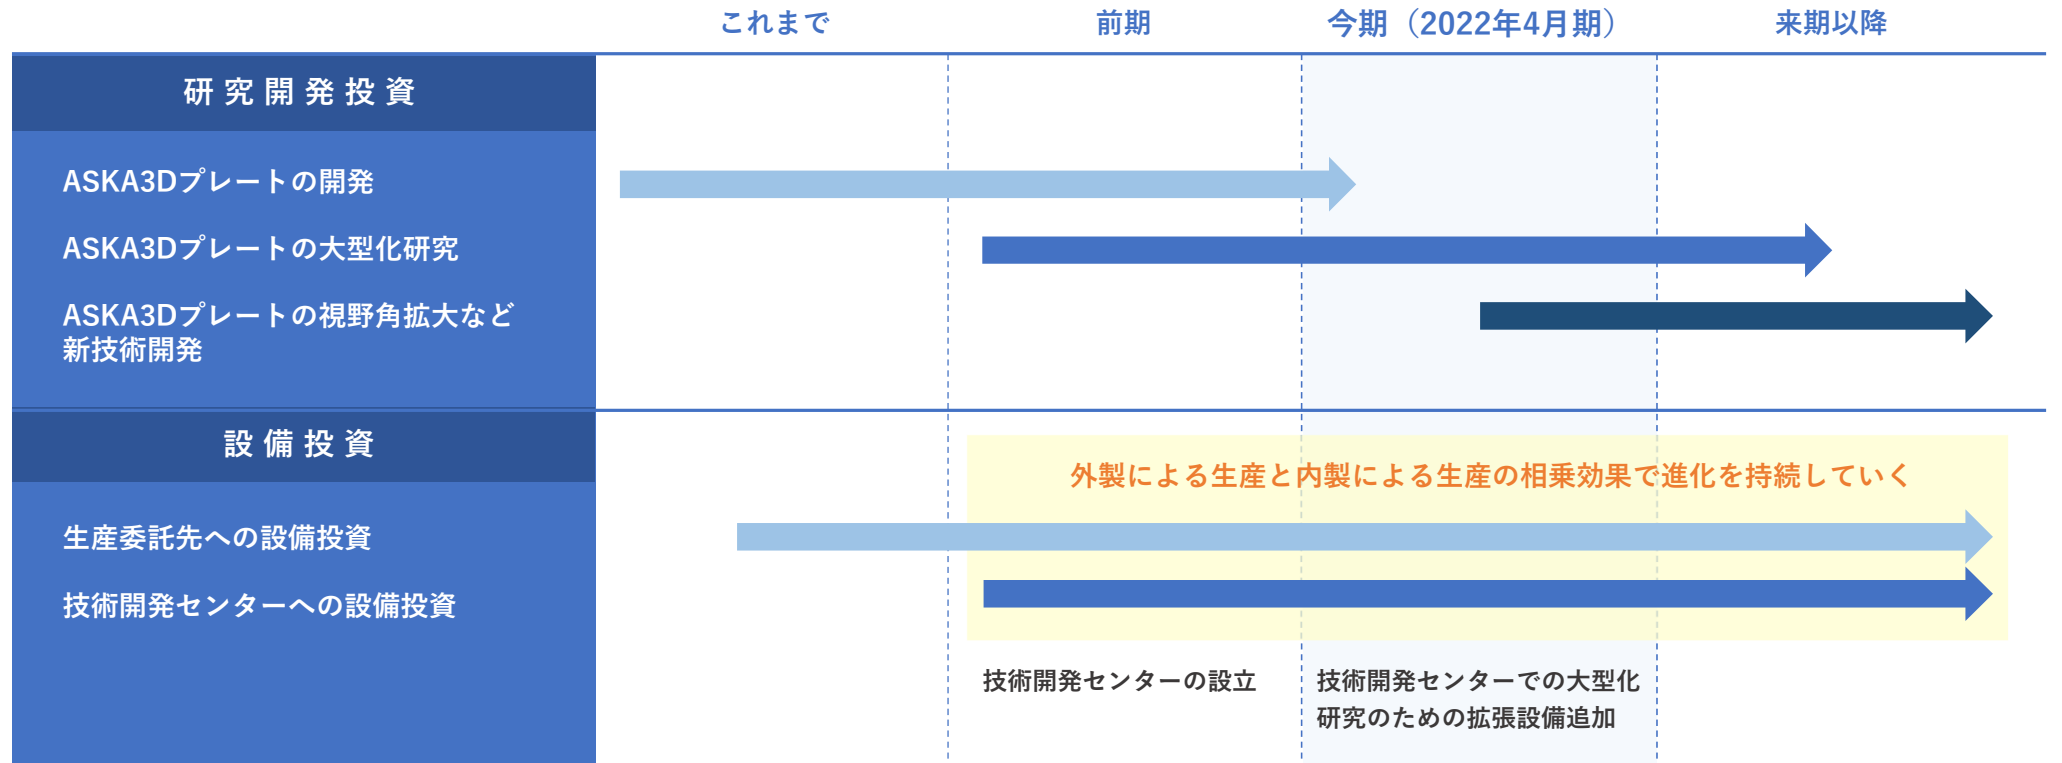 これまで
前期
今期（2022年4月期）
来期以降
研究開発投資
ASKA3Dプレートの開発
ASKA3Dプレートの大型化研究
ASKA3Dプレートの視野角拡大など
新技術開発
設備投資
外製による生産と内製による生産の相乗効果で進化を持続していく
生産委託先への設備投資
技術開発センターへの設備投資
技術開発センターの設立
技術開発センターでの大型化
研究のための拡張設備追加